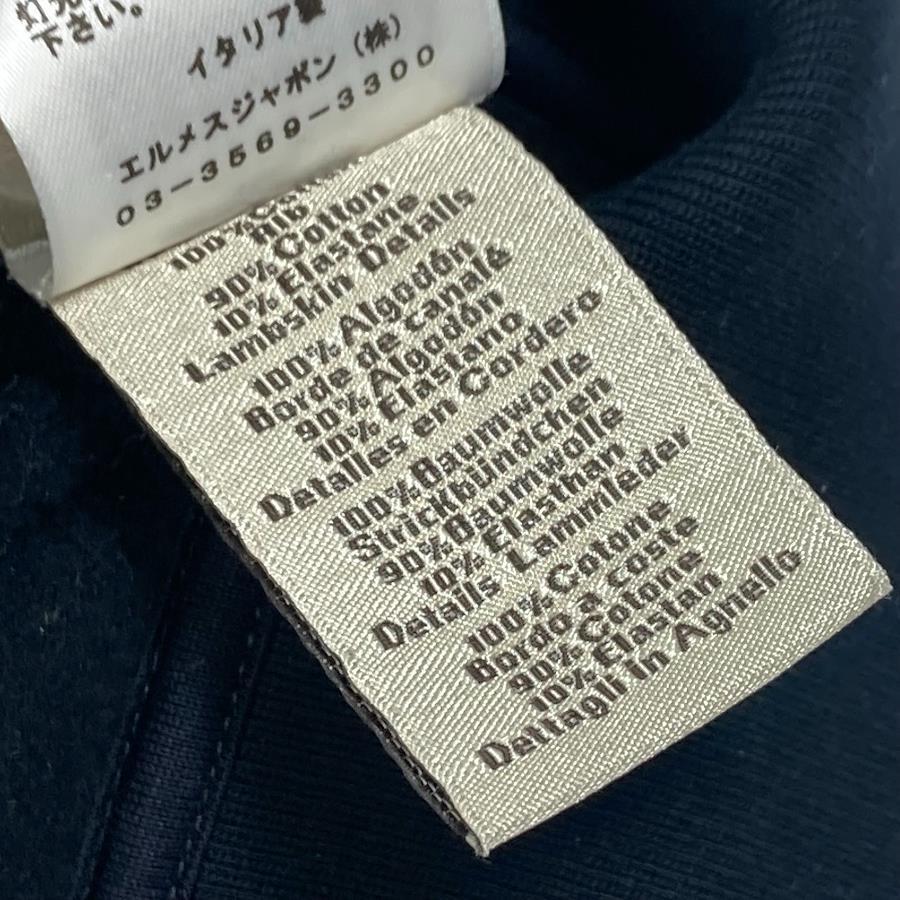 下さい。
イタリア製
エルメスジャポン（株）
03-3569-3300
Rib
90% Cotton
10% Elastane
Lambskin Details
100% Algodón
Borde de canalé
90% Algodón
10% Elastano
Detalles en Cordero
100% Baumwolle
Strickbündchen
90% Baumwolle
10% Elasthan
Details Lammleder
100% Cotone
Bordo a coste
90% Cotone
10% Elastan
Dettagli in Agnello